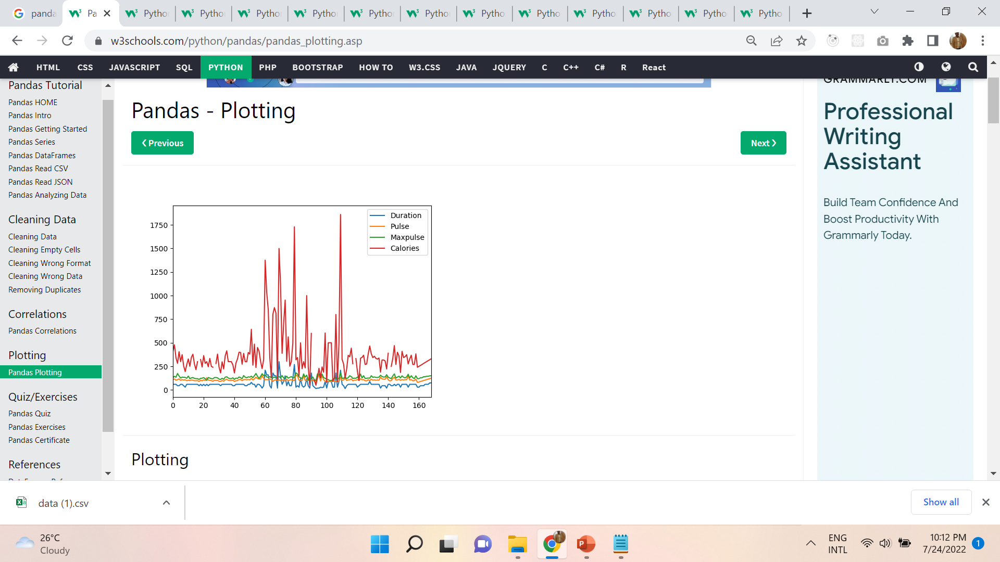 panda
Pa
Pytho
Pytho
Pytho
Pytho
Pytho
Pytho
Pytho
Pytho
Pytho
Pytho
Pytho
Pytho
w3schools.com/python/pandas/pandas_plotting.asp
HTML CSS JAVASCRIPT SQL PYTHON PHP BOOTSTRAP HOW TO W3.CSS JAVA JQUERY C C++ C# R React
Pandas Tutorial
Pandas HOME
Pandas Intro
Pandas Getting Started
Pandas Series
Pandas DataFrames
Pandas Read CSV
Pandas Read JSON
Pandas Analyzing Data
Cleaning Data
Cleaning Data
Cleaning Empty Cells
Cleaning Wrong Format
Cleaning Wrong Data
Removing Duplicates
Correlations
Pandas Correlations
Plotting
Pandas Plotting
Quiz/Exercises
Pandas Quiz
Pandas Exercises
Pandas Certificate
References
Pandas - Plotting
❮ Previous
Next ❯
1750
1500
1250
1000
750
500
250
0
0 20 40 60 80 100 120 140 160
Duration
Pulse
Maxpulse
Calories
Plotting
GRAMMARLY.COM
Professional
Writing
Assistant
Build Team Confidence And
Boost Productivity With
Grammarly Today.
data (1).csv
Show all
26°C
Cloudy
ENG
INTL
10:12 PM
7/24/2022
1